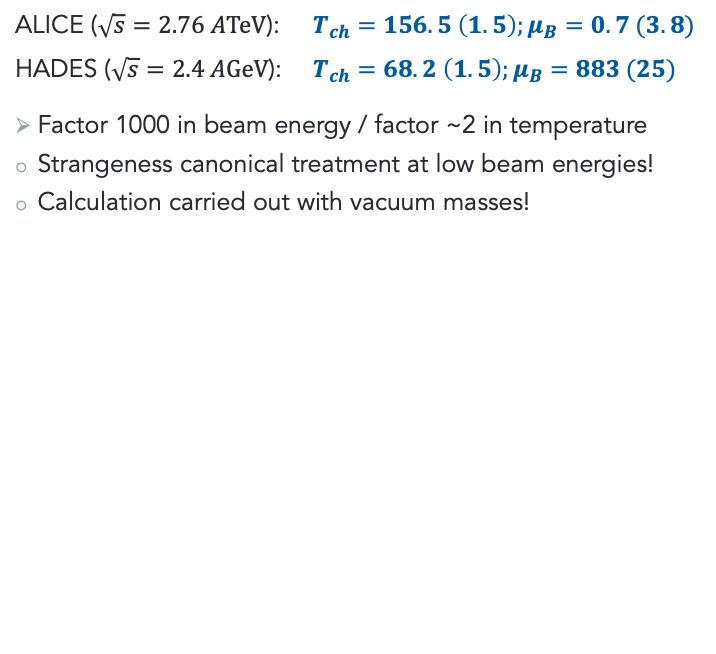 ALICE (√s = 2.76 ATeV): T_ch = 156.5 (1.5); μ_B = 0.7 (3.8)
HADES (√s = 2.4 AGeV): T_ch = 68.2 (1.5); μ_B = 883 (25)
➢ Factor 1000 in beam energy / factor ~2 in temperature
○ Strangeness canonical treatment at low beam energies!
○ Calculation carried out with vacuum masses!